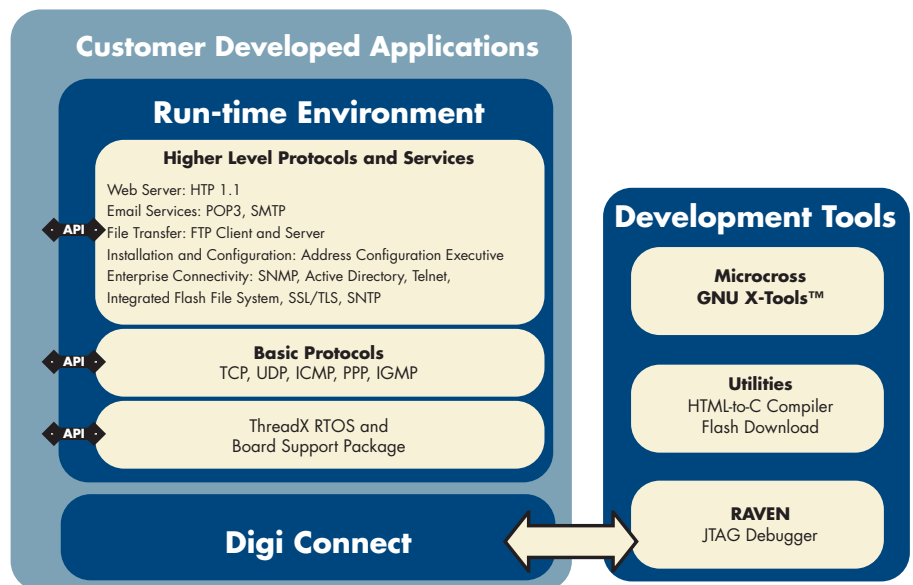 Customer Developed Applications
Run-time Environment
Higher Level Protocols and Services
Web Server: HTP 1.1
Email Services: POP3, SMTP
File Transfer: FTP Client and Server
Installation and Configuration: Address Configuration Executive
Enterprise Connectivity: SNMP, Active Directory, Telnet,
Integrated Flash File System, SSL/TLS, SNTP
API
Basic Protocols
TCP, UDP, ICMP, PPP, IGMP
API
ThreadX RTOS and
Board Support Package
API
Digi Connect
Development Tools
Microcross
GNU X-Tools™
Utilities
HTML-to-C Compiler
Flash Download
RAVEN
JTAG Debugger